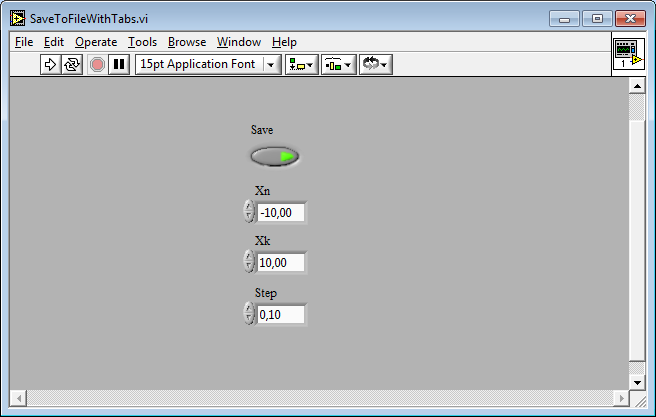 SaveToFileWithTabs.vi
File Edit Operate Tools Browse Window Help
15pt Application Font
1
Save
Xn
-10,00
Xk
10,00
Step
0,10